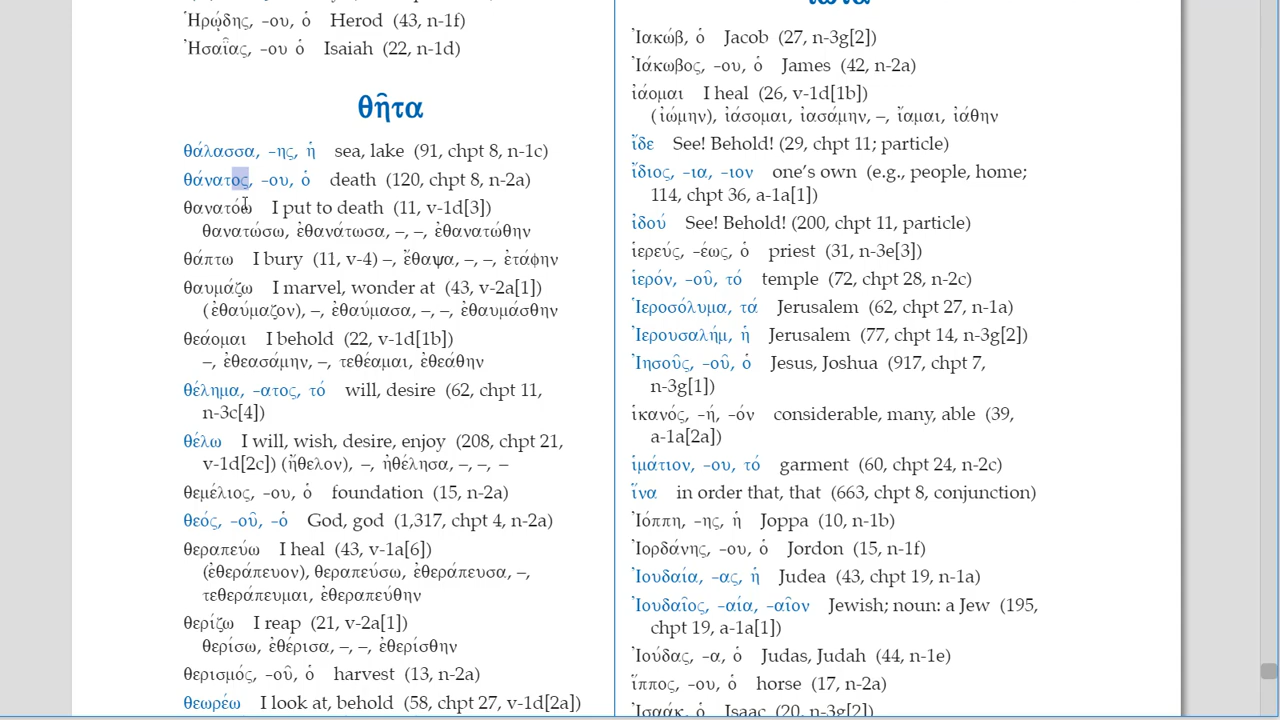 Ἡρῴδης, -ου, ὁ Herod (43, n-1f)
Ἠσαΐας, -ου ὁ Isaiah (22, n-1d)
θῆτα
θάλασσα, -ης, ἡ sea, lake (91, chpt 8, n-1c)
θάνατος, -ου, ὁ death (120, chpt 8, n-2a)
θανατόω I put to death (11, v-1d[3])
θανατώσω, ἐθανάτωσα, –, –, ἐθανατώθην
θάπτω I bury (11, v-4) –, ἔθαψα, –, –, ἐτάφην
θαυμάζω I marvel, wonder at (43, v-2a[1])
(ἐθαύμαζον), –, ἐθαύμασα, –, –, ἐθαυμάσθην
θεάομαι I behold (22, v-1d[1b])
–, ἐθεασάμην, –, τεθέαμαι, ἐθεάθην
θέλημα, -ατος, τό will, desire (62, chpt 11,
n-3c[4])
θέλω I will, wish, desire, enjoy (208, chpt 21,
v-1d[2c]) (ἤθελον), –, ἠθέλησα, –, –, –
θεμέλιος, -ου, ὁ foundation (15, n-2a)
θεός, -οῦ, -ὁ God, god (1,317, chpt 4, n-2a)
θεραπεύω I heal (43, v-1a[6])
(ἐθεράπευον), θεραπεύσω, ἐθεράπευσα, –,
τεθεράπευμαι, ἐθεραπεύθην
θερίζω I reap (21, v-2a[1])
θερίσω, ἐθέρισα, –, –, ἐθερίσθην
θερισμός, -οῦ, ὁ harvest (13, n-2a)
θεωρέω I look at, behold (58, chpt 27, v-1d[2a])
ἰῶτα
Ἰακώβ, ὁ Jacob (27, n-3g[2])
Ἰάκωβος, -ου, ὁ James (42, n-2a)
ἰάομαι I heal (26, v-1d[1b])
(ἰώμην), ἰάσομαι, ἰασάμην, –, ἴαμαι, ἰάθην
ἴδε See! Behold! (29, chpt 11; particle)
ἴδιος, -ια, -ιον one’s own (e.g., people, home;
114, chpt 36, a-1a[1])
ἰδού See! Behold! (200, chpt 11, particle)
ἱερεύς, -έως, ὁ priest (31, n-3e[3])
ἱερόν, -οῦ, τό temple (72, chpt 28, n-2c)
Ἱεροσόλυμα, τά Jerusalem (62, chpt 27, n-1a)
Ἰερουσαλήμ, ἡ Jerusalem (77, chpt 14, n-3g[2])
Ἰησοῦς, -οῦ, ὁ Jesus, Joshua (917, chpt 7,
n-3g[1])
ἱκανός, -ή, -όν considerable, many, able (39,
a-1a[2a])
ἱμάτιον, -ου, τό garment (60, chpt 24, n-2c)
ἵνα in order that, that (663, chpt 8, conjunction)
Ἰόππη, -ης, ἡ Joppa (10, n-1b)
Ἰορδάνης, -ου, ὁ Jordon (15, n-1f)
Ἰουδαία, -ας, ἡ Judea (43, chpt 19, n-1a)
Ἰουδαῖος, -αία, -αῖον Jewish; noun: a Jew (195,
chpt 19, a-1a[1])
Ἰούδας, -α, ὁ Judas, Judah (44, n-1e)
ἵππος, -ου, ὁ horse (17, n-2a)
Ἰσαάκ, ὁ Isaac (20, n-3g[2])